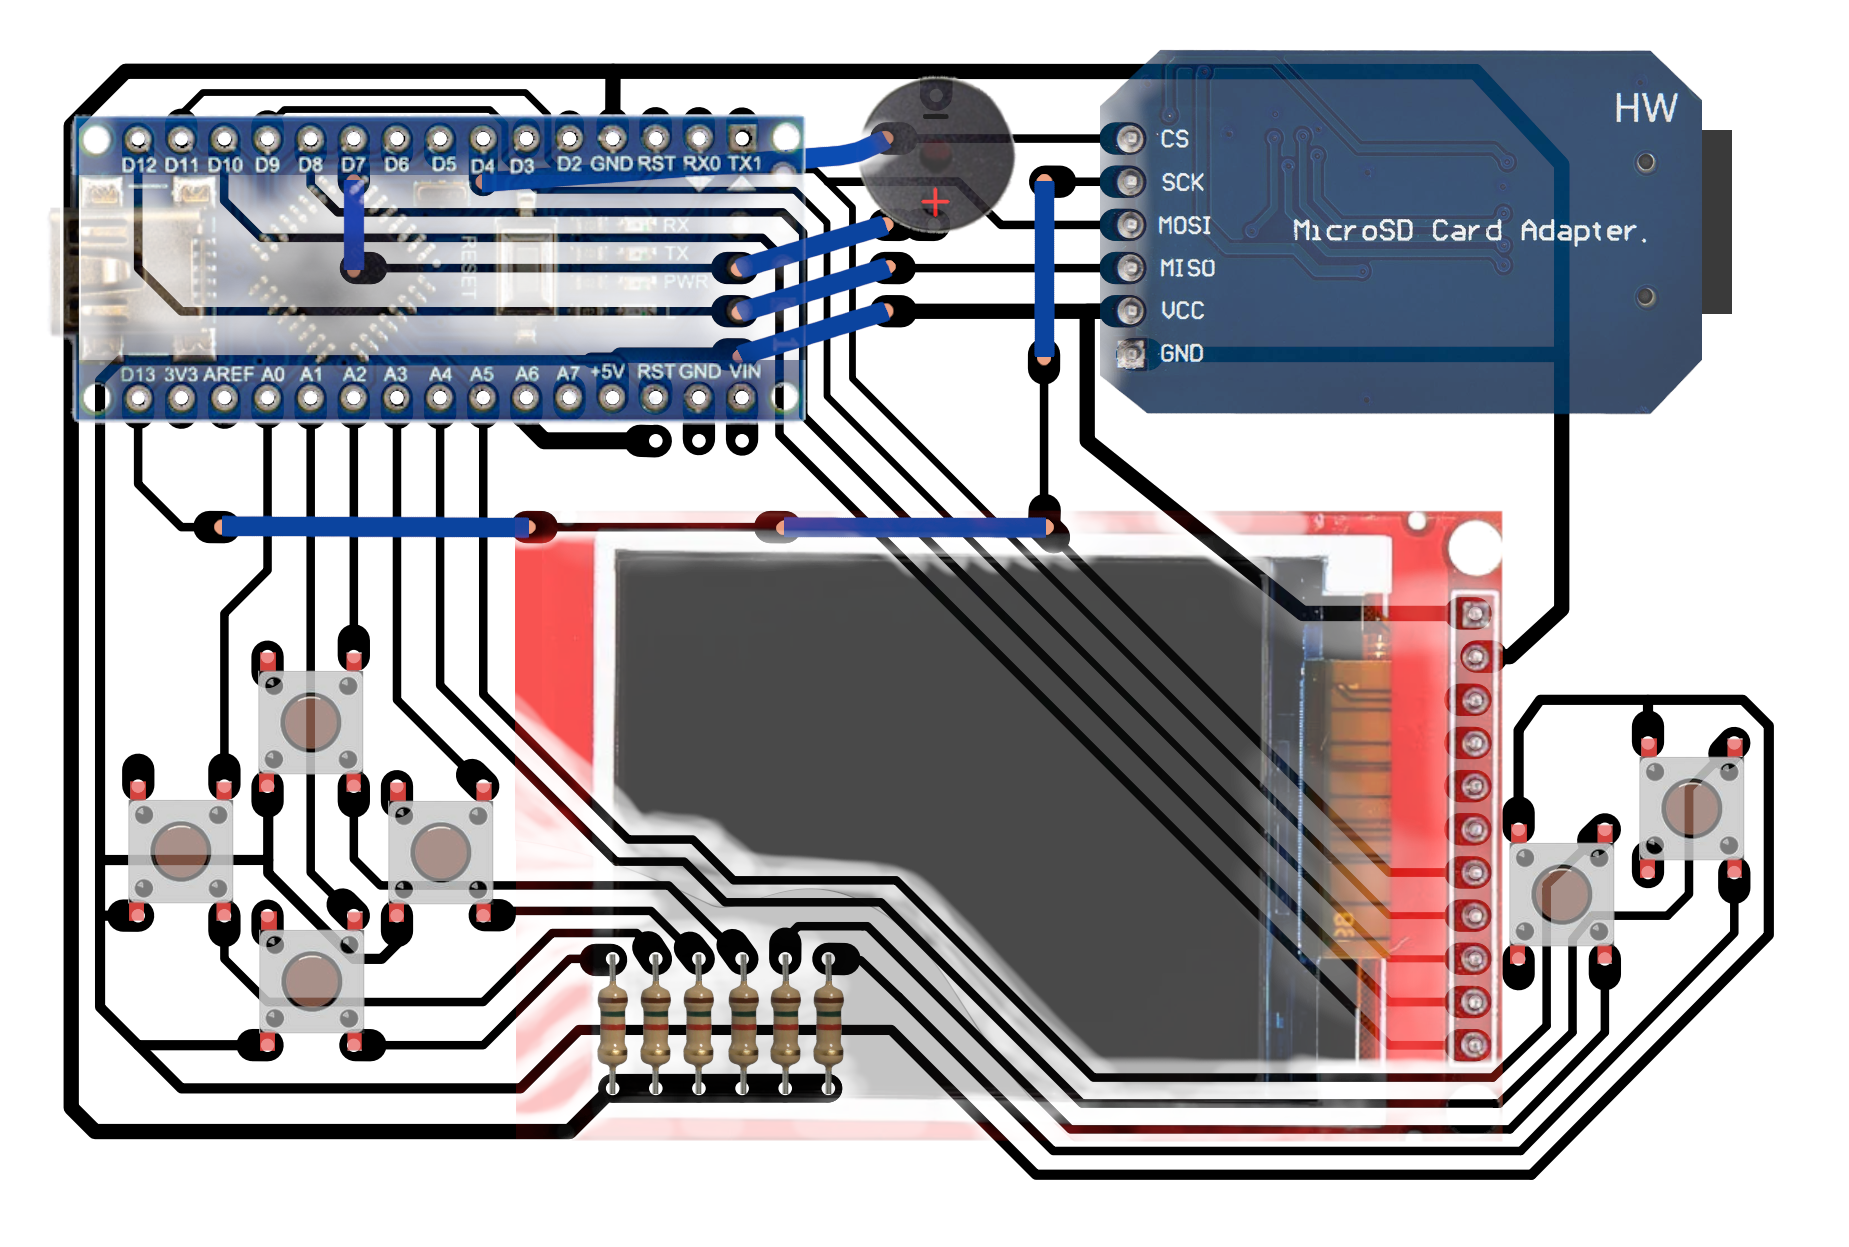 D12 D11 D10 D9 D8 D7 D6 D5 D4 D3 D2 GND RST RX0 TX1
RX
TX
PWR
RESET
D13 3V3 AREF A0 A1 A2 A3 A4 A5 A6 A7 +5V RST GND VIN
+
HW
CS
SCK
MOSI
MISO
VCC
GND
MicroSD Card Adapter.